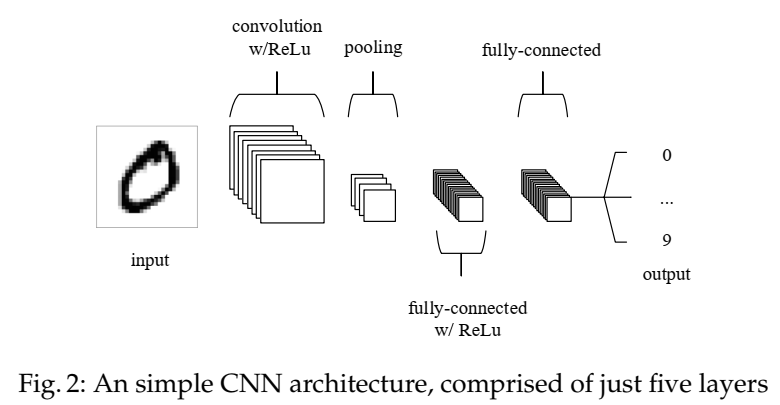 convolution
w/ReLu
pooling
fully-connected
input
0
...
9
output
fully-connected
w/ ReLu
Fig. 2: An simple CNN architecture, comprised of just five layers